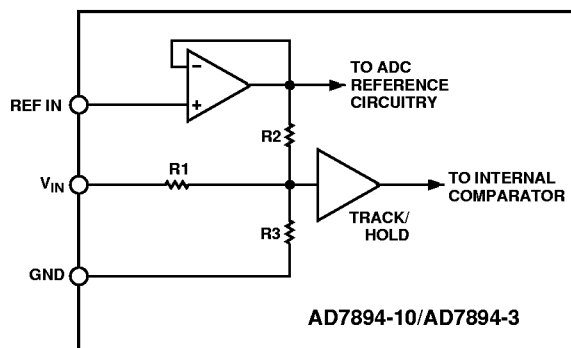 −
+
REF IN
TO ADC
REFERENCE
CIRCUITRY
R2
VIN
R1
TO INTERNAL
COMPARATOR
TRACK/
HOLD
R3
GND
AD7894-10/AD7894-3